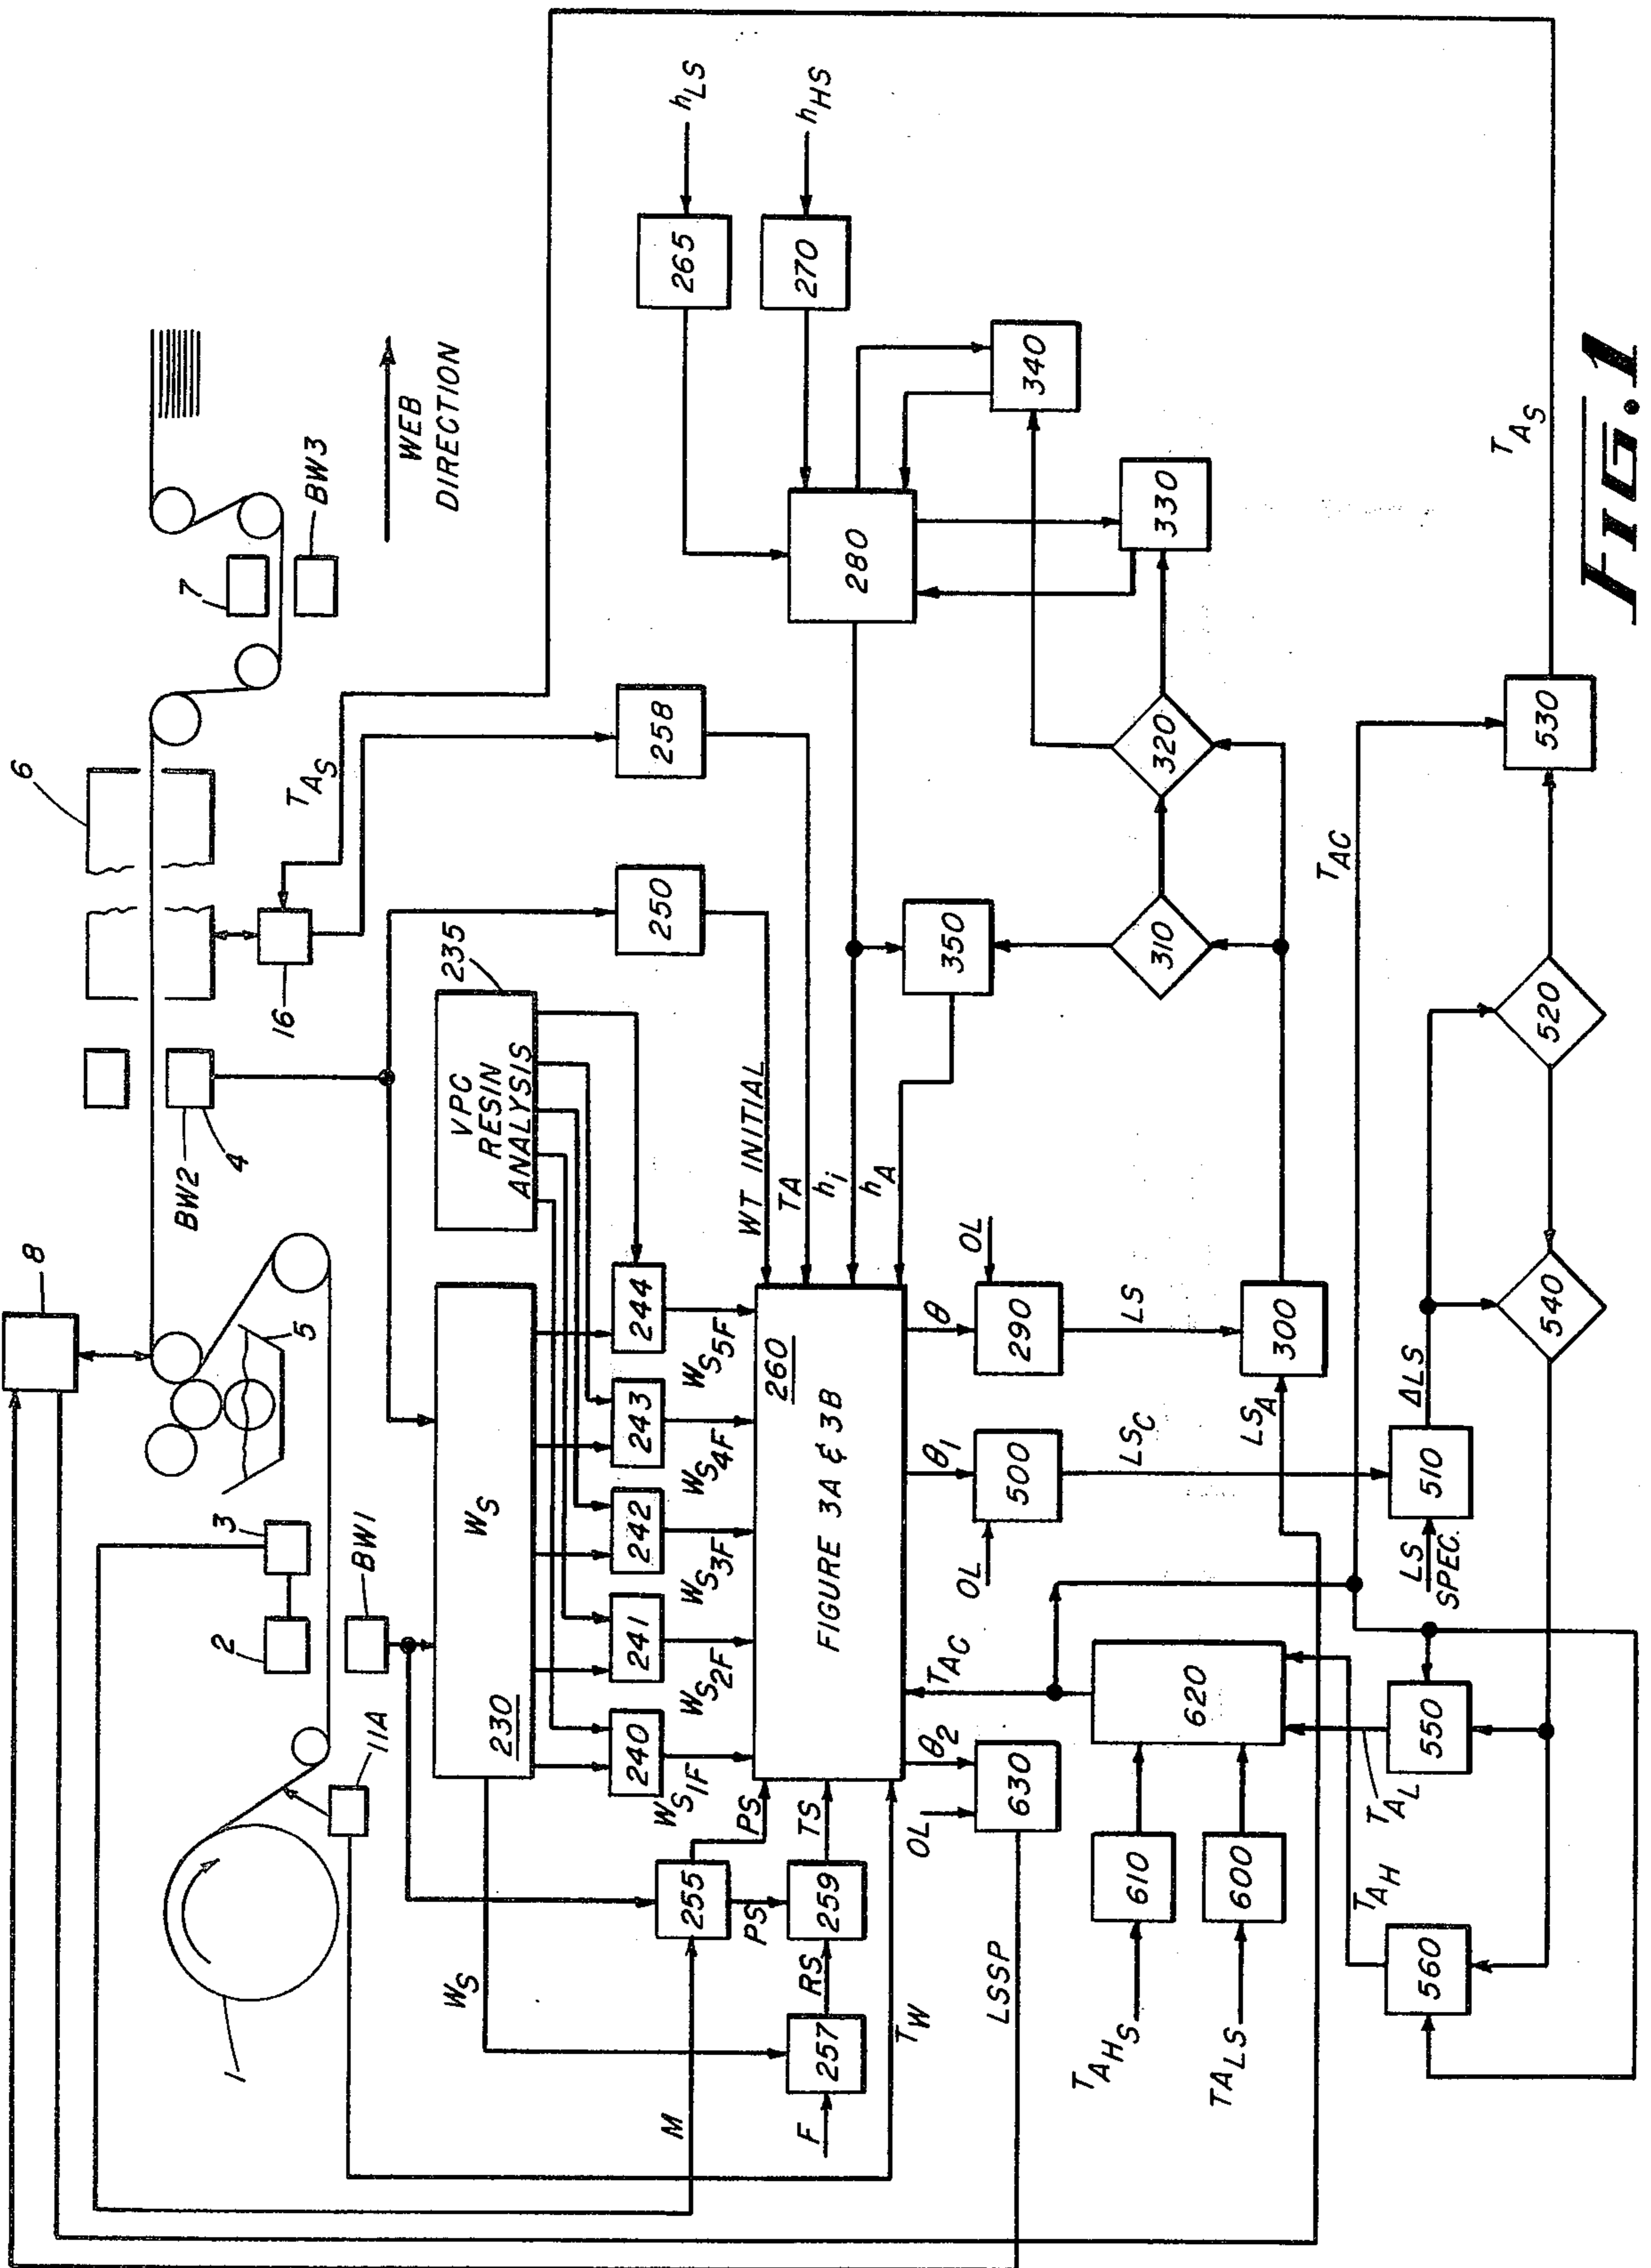 8
BW2
4
6
16
T_AS
7
BW3
WEB
DIRECTION
5
3
2
BW1
11A
1
235
VPC
RESIN
ANALYSIS
W_S
230
240
241
242
243
244
250
258
265
h_LS
270
h_HS
W_S1F
W_S2F
W_S3F
W_S4F
W_S5F
WT INITIAL
TA
h_i
h_A
W_S
M
F
257
RS
255
PS
PS
259
TS
T_W
260
FIGURE 3A & 3B
280
340
330
350
310
320
θ_2
OL
630
LSSP
T_AC
θ_1
OL
500
LS_C
θ
OL
290
LS
300
LS_A
T_AHS
610
TA_LS
600
620
T_AC
T_AH
T_AL
560
550
LS
SPEC.
510
ΔLS
540
520
530
T_AS
FIG. 1